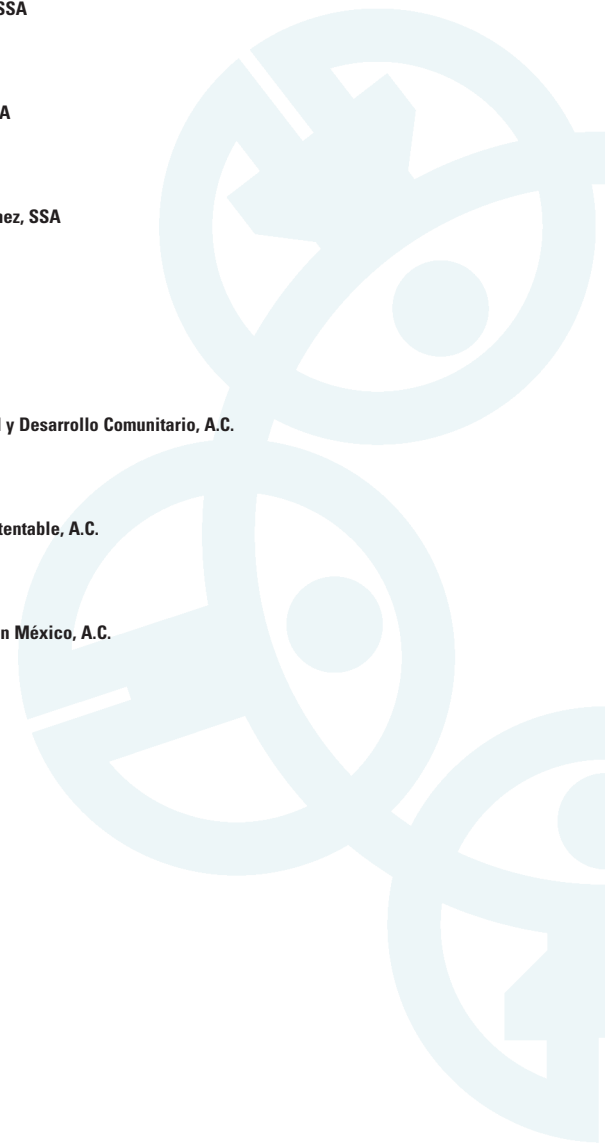 SSA
A
nez, SSA
l y Desarrollo Comunitario, A.C.
tentable, A.C.
n México, A.C.